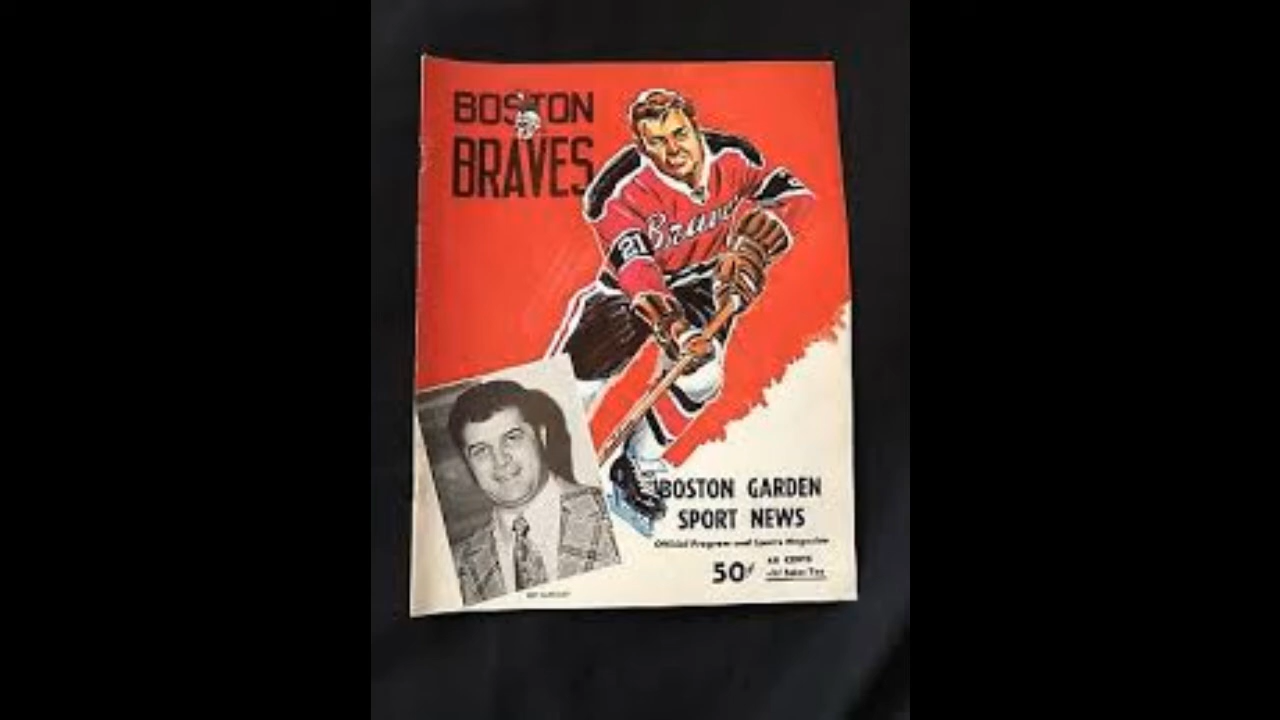 BOSTON
BRAVES
Braves
21
BOSTON GARDEN
SPORT NEWS
Official Program and Sports Magazine
50¢